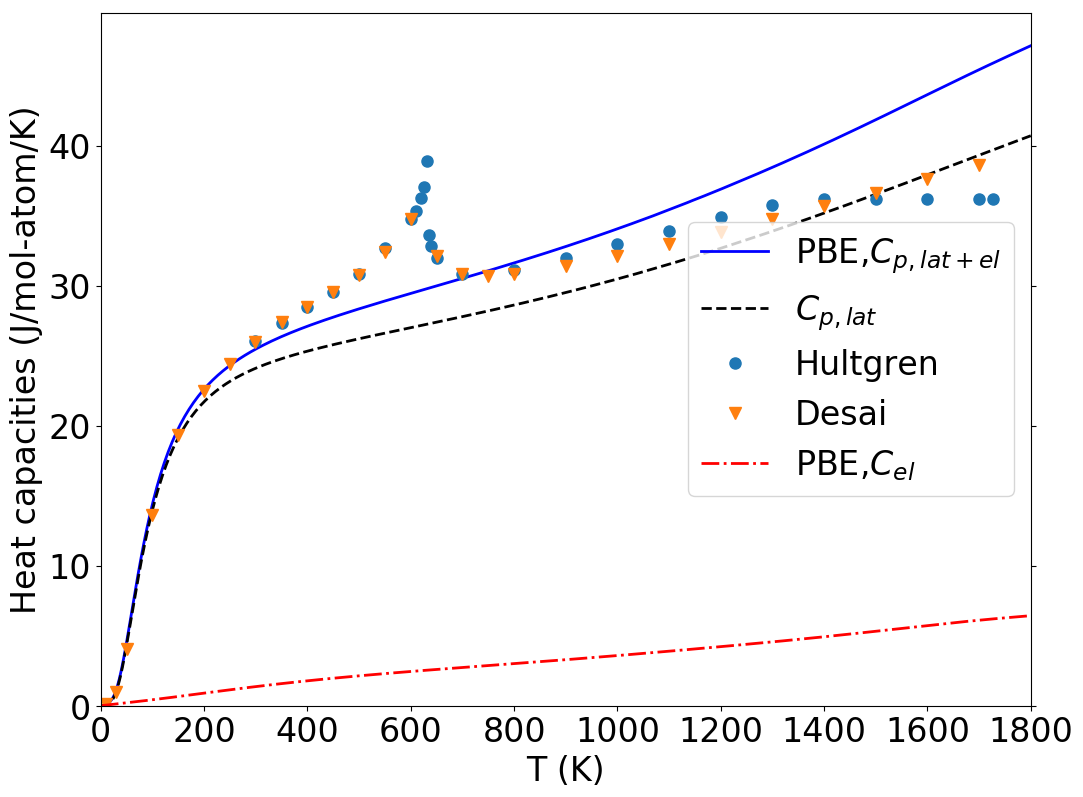 Heat capacities (J/mol-atom/K)
40
30
20
10
0
PBE,$C_{p, lat+el}$
$C_{p, lat}$
Hultgren
Desai
PBE,$C_{el}$
0 200 400 600 800 1000 1200 1400 1600 1800
T (K)